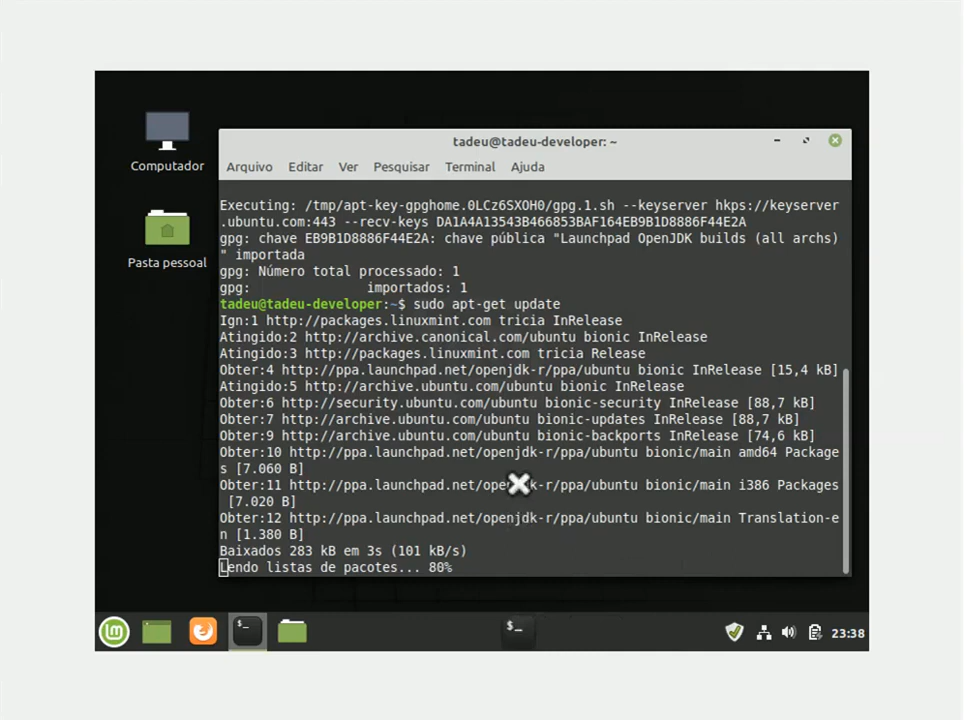 Computador
Pasta pessoal
tadeu@tadeu-developer: ~
Arquivo Editar Ver Pesquisar Terminal Ajuda
Executing: /tmp/apt-key-gpghome.0LCz6SXOH0/gpg.1.sh --keyserver hkps://keyserver
.ubuntu.com:443 --recv-keys DA1A4A13543B466853BAF164EB9B1D8886F44E2A
gpg: chave EB9B1D8886F44E2A: chave pública "Launchpad OpenJDK builds (all archs)
" importada
gpg: Número total processado: 1
gpg:               importados: 1
tadeu@tadeu-developer:~$ sudo apt-get update
Ign:1 http://packages.linuxmint.com tricia InRelease
Atingido:2 http://archive.canonical.com/ubuntu bionic InRelease
Atingido:3 http://packages.linuxmint.com tricia Release
Obter:4 http://ppa.launchpad.net/openjdk-r/ppa/ubuntu bionic InRelease [15,4 kB]
Atingido:5 http://archive.ubuntu.com/ubuntu bionic InRelease
Obter:6 http://security.ubuntu.com/ubuntu bionic-security InRelease [88,7 kB]
Obter:7 http://archive.ubuntu.com/ubuntu bionic-updates InRelease [88,7 kB]
Obter:9 http://archive.ubuntu.com/ubuntu bionic-backports InRelease [74,6 kB]
Obter:10 http://ppa.launchpad.net/openjdk-r/ppa/ubuntu bionic/main amd64 Package
s [7.060 B]
Obter:11 http://ppa.launchpad.net/openjdk-r/ppa/ubuntu bionic/main i386 Packages
 [7.020 B]
Obter:12 http://ppa.launchpad.net/openjdk-r/ppa/ubuntu bionic/main Translation-e
n [1.380 B]
Baixados 283 kB em 3s (101 kB/s)
Lendo listas de pacotes... 80%
23:38